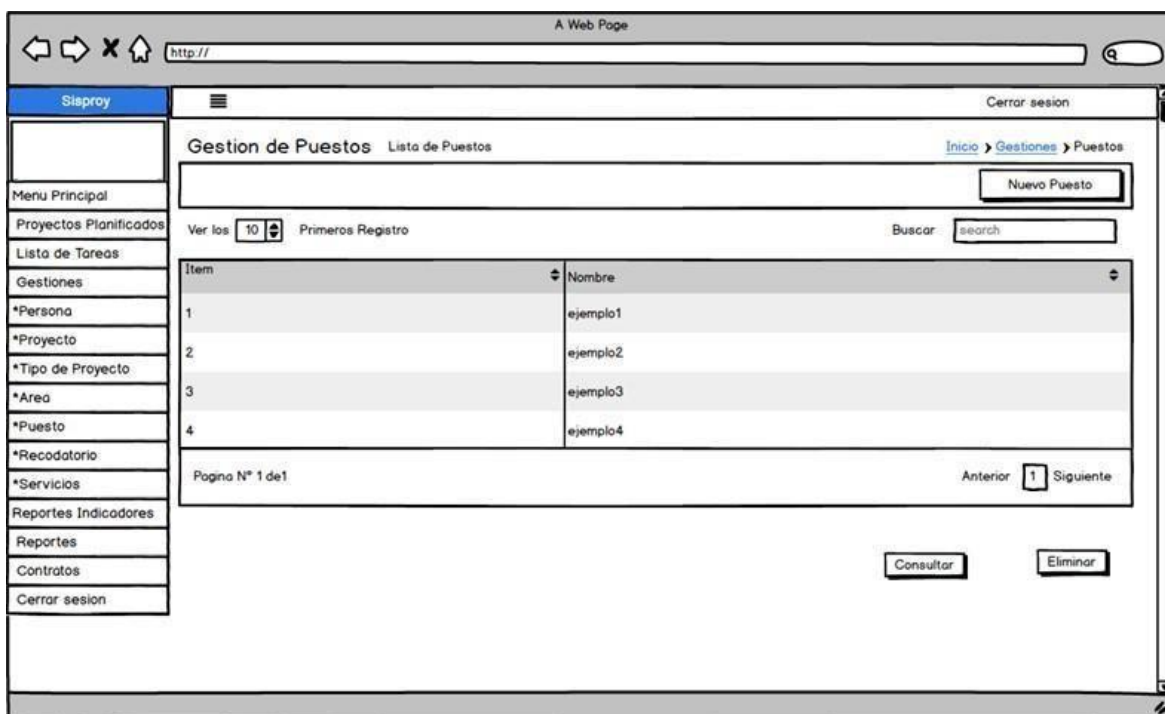 A Web Page
http://
Sisproy
Cerrar sesion
Gestion de Puestos Lista de Puestos
Inicio > Gestiones > Puestos
Nuevo Puesto
Menu Principal
Proyectos Planificados
Lista de Tareas
Gestiones
*Persona
*Proyecto
*Tipo de Proyecto
*Area
*Puesto
*Recodatorio
*Servicios
Reportes Indicadores
Reportes
Contratos
Cerrar sesion
Ver los 10 Primeros Registro
Buscar search
Item Nombre
1 ejemplo1
2 ejemplo2
3 ejemplo3
4 ejemplo4
Pagina N° 1 de1
Anterior 1 Siguiente
Consultar
Eliminar